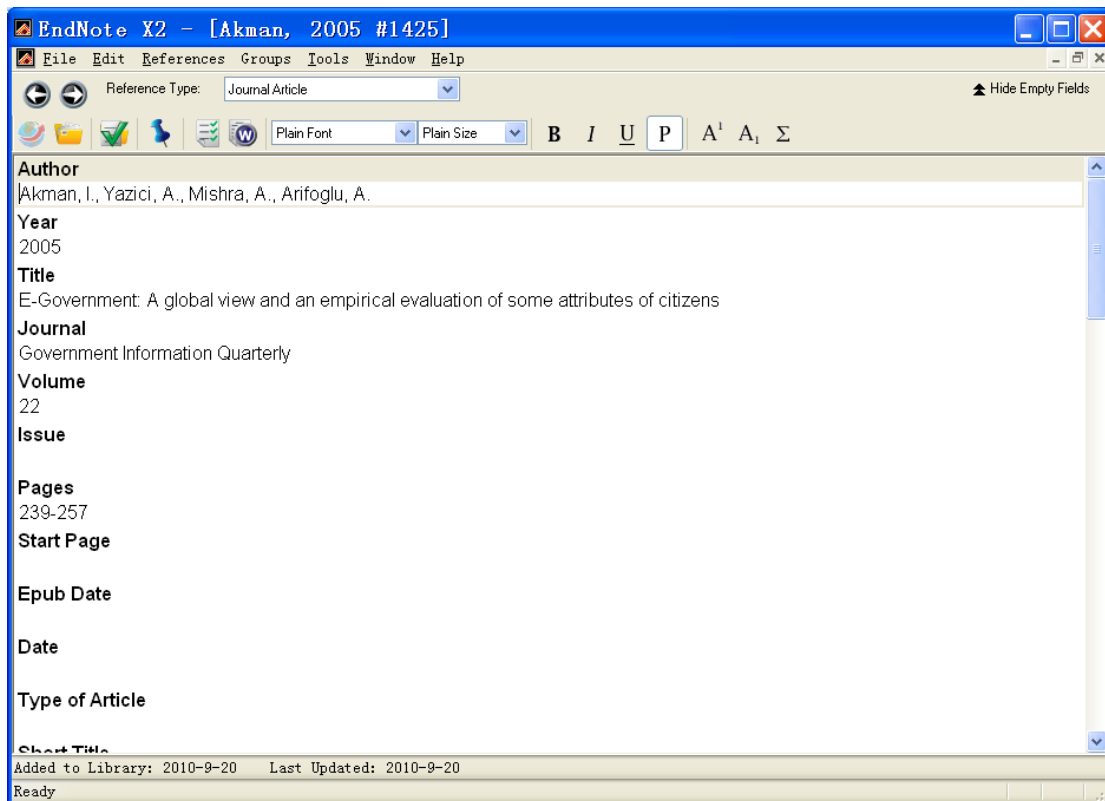 EndNote X2 - [Akman, 2005 #1425]
File Edit References Groups Tools Window Help
Reference Type: Journal Article Hide Empty Fields
Plain Font Plain Size B I U P A¹ A₁ Σ
Author
Akman, I., Yazici, A., Mishra, A., Arifoglu, A.
Year
2005
Title
E-Government: A global view and an empirical evaluation of some attributes of citizens
Journal
Government Information Quarterly
Volume
22
Issue
Pages
239-257
Start Page
Epub Date
Date
Type of Article
Short Title
Added to Library: 2010-9-20 Last Updated: 2010-9-20
Ready